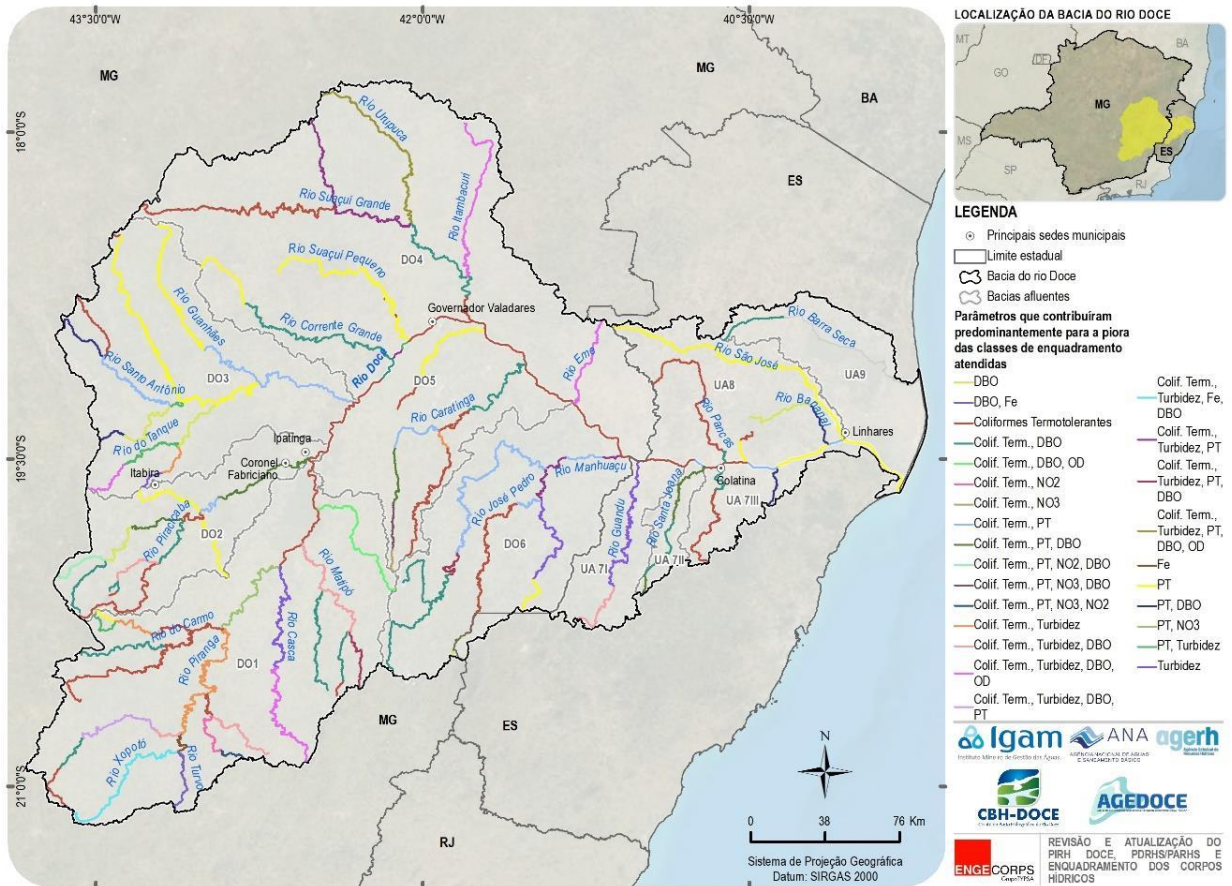 43°30'0"W
42°0'0"W
40°30'0"W
18°0'0"S
19°30'0"S
21°0'0"S
MG
MG
BA
ES
Rio Urupuca
Rio Suaçuí Grande
Rio Itambacuri
DO4
Rio Suaçuí Pequeno
Governador Valadares
Rio Guanhães
Rio Corrente Grande
Rio Doce
Rio Santo Antônio
DO3
DO5
Rio Eme
Rio São José
Rio Barra Seca
UA8
UA9
Rio Caratinga
Rio Pancas
Rio Bananal
Linhares
Rio do Tanque
Ipatinga
Itabira
Coronel
Fabriciano
Rio Manhuaçu
Colatina
Rio José Pedro
Rio Santa Joana
UA 7III
Rio Piracicaba
DO2
DO6
Rio Guandu
UA 7I
UA 7II
Rio Matipó
Rio do Carmo
Rio Casca
Rio Piranga
DO1
Rio Xopotó
Rio Turvo
MG
ES
RJ
N
0 38 76 Km
Sistema de Projeção Geográfica
Datum: SIRGAS 2000
LOCALIZAÇÃO DA BACIA DO RIO DOCE
MT
GO
DF
BA
MG
MS
ES
SP
RJ
LEGENDA
Principais sedes municipais
Limite estadual
Bacia do rio Doce
Bacias afluentes
Parâmetros que contribuíram
predominantemente para a piora
das classes de enquadramento
atendidas
DBO
DBO, Fe
Coliformes Termotolerantes
Colif. Term., DBO
Colif. Term., DBO, OD
Colif. Term., NO2
Colif. Term., NO3
Colif. Term., PT
Colif. Term., PT, DBO
Colif. Term., PT, NO2, DBO
Colif. Term., PT, NO3, DBO
Colif. Term., PT, NO3, NO2
Colif. Term., Turbidez
Colif. Term., Turbidez, DBO
Colif. Term., Turbidez, DBO,
OD
Colif. Term., Turbidez, DBO,
PT
Colif. Term.,
Turbidez, Fe,
DBO
Colif. Term.,
Turbidez, PT
Colif. Term.,
Turbidez, PT,
DBO
Colif. Term.,
Turbidez, PT,
DBO, OD
Fe
PT
PT, DBO
PT, NO3
PT, Turbidez
Turbidez
Igam
Instituto Mineiro de Gestão das Águas
ANA
AGÊNCIA NACIONAL DE ÁGUAS
E SANEAMENTO BÁSICO
agerh
CBH-DOCE
AGEDOCE
ENGECORPS
Grupo TYPSA
REVISÃO E ATUALIZAÇÃO DO
PIRH DOCE, PDRHS/PARHS E
ENQUADRAMENTO DOS CORPOS
HÍDRICOS